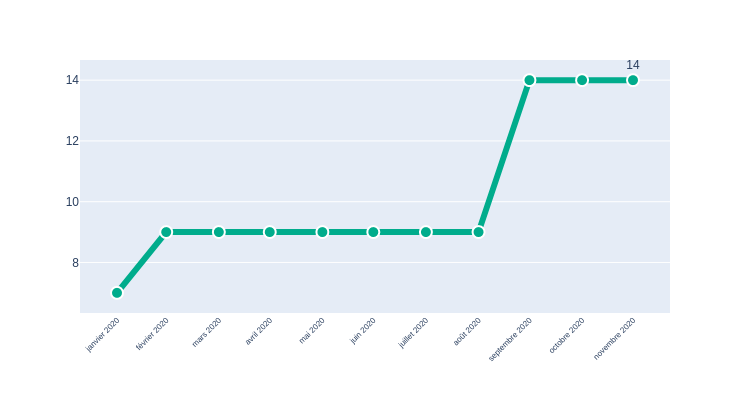 14
14
12
10
8
janvier 2020
février 2020
mars 2020
avril 2020
mai 2020
juin 2020
juillet 2020
août 2020
septembre 2020
octobre 2020
novembre 2020